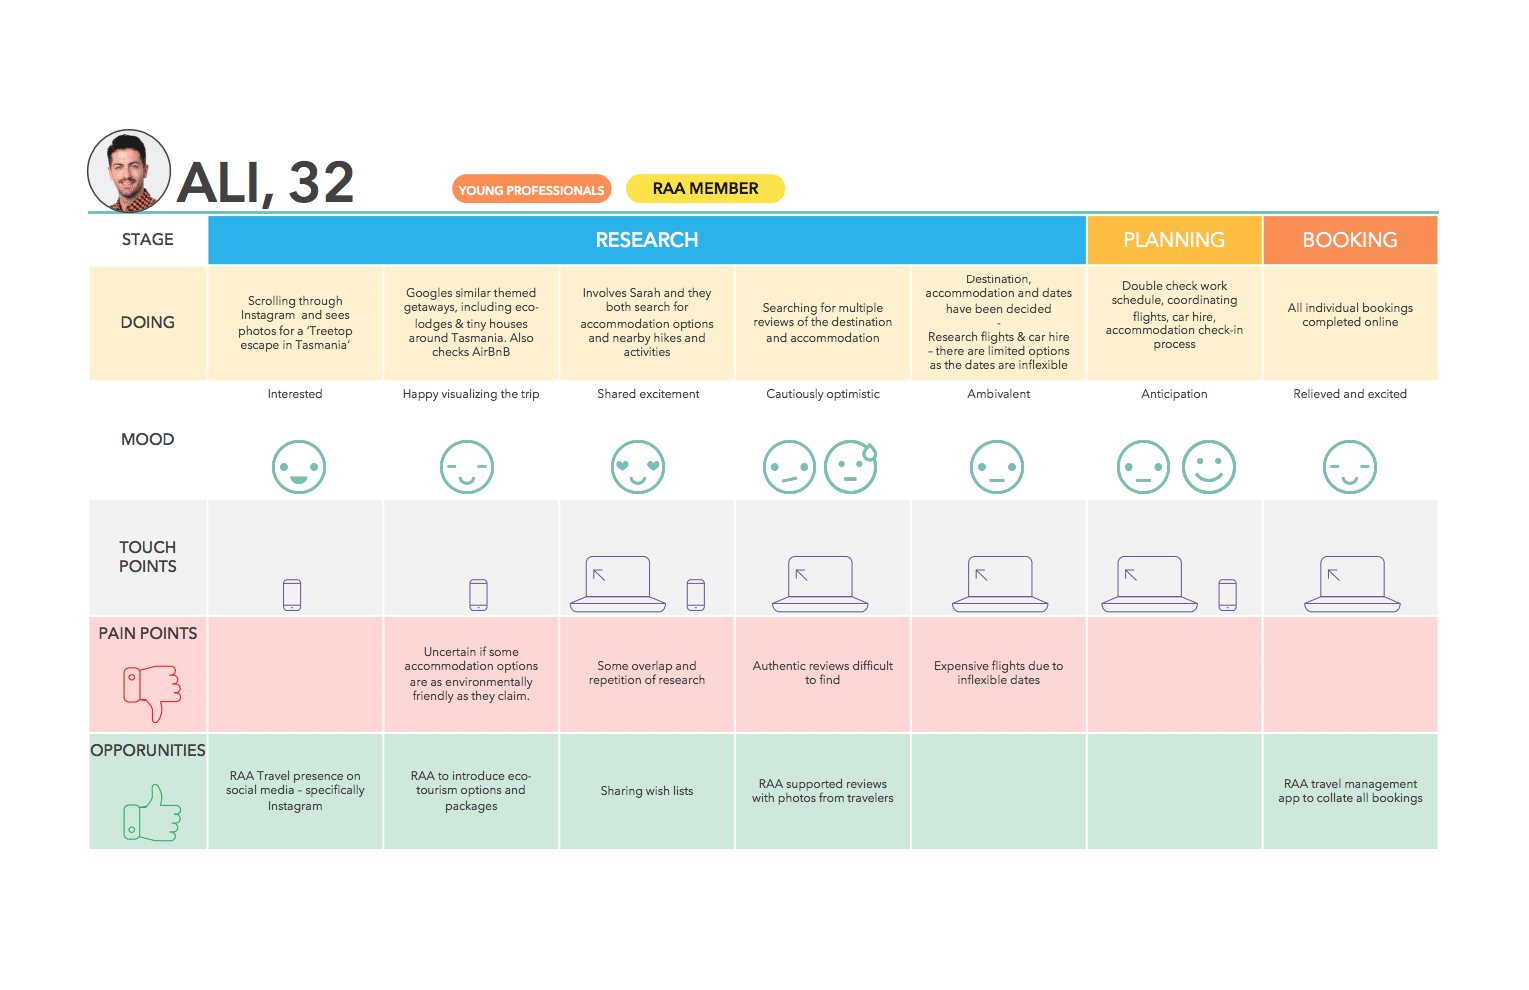 ALI, 32
YOUNG PROFESSIONALS
RAA MEMBER
STAGE
RESEARCH
PLANNING
BOOKING
DOING
Scrolling through
Instagram and sees
photos for a 'Treetop
escape in Tasmania'
Googles similar themed
getaways, including eco-
lodges & tiny houses
around Tasmania. Also
checks AirBnB
Involves Sarah and they
both search for
accommodation options
and nearby hikes and
activities
Searching for multiple
reviews of the destination
and accommodation
Destination,
accommodation and dates
have been decided
-
Research flights & car hire
- there are limited options
as the dates are inflexible
Double check work
schedule, coordinating
flights, car hire,
accommodation check-in
process
All individual bookings
completed online
MOOD
Interested
Happy visualizing the trip
Shared excitement
Cautiously optimistic
Ambivalent
Anticipation
Relieved and excited
TOUCH
POINTS
PAIN POINTS
Uncertain if some
accommodation options
are as environmentally
friendly as they claim.
Some overlap and
repetition of research
Authentic reviews difficult
to find
Expensive flights due to
inflexible dates
OPPORUNITIES
RAA Travel presence on
social media - specifically
Instagram
RAA to introduce eco-
tourism options and
packages
Sharing wish lists
RAA supported reviews
with photos from travelers
RAA travel management
app to collate all bookings